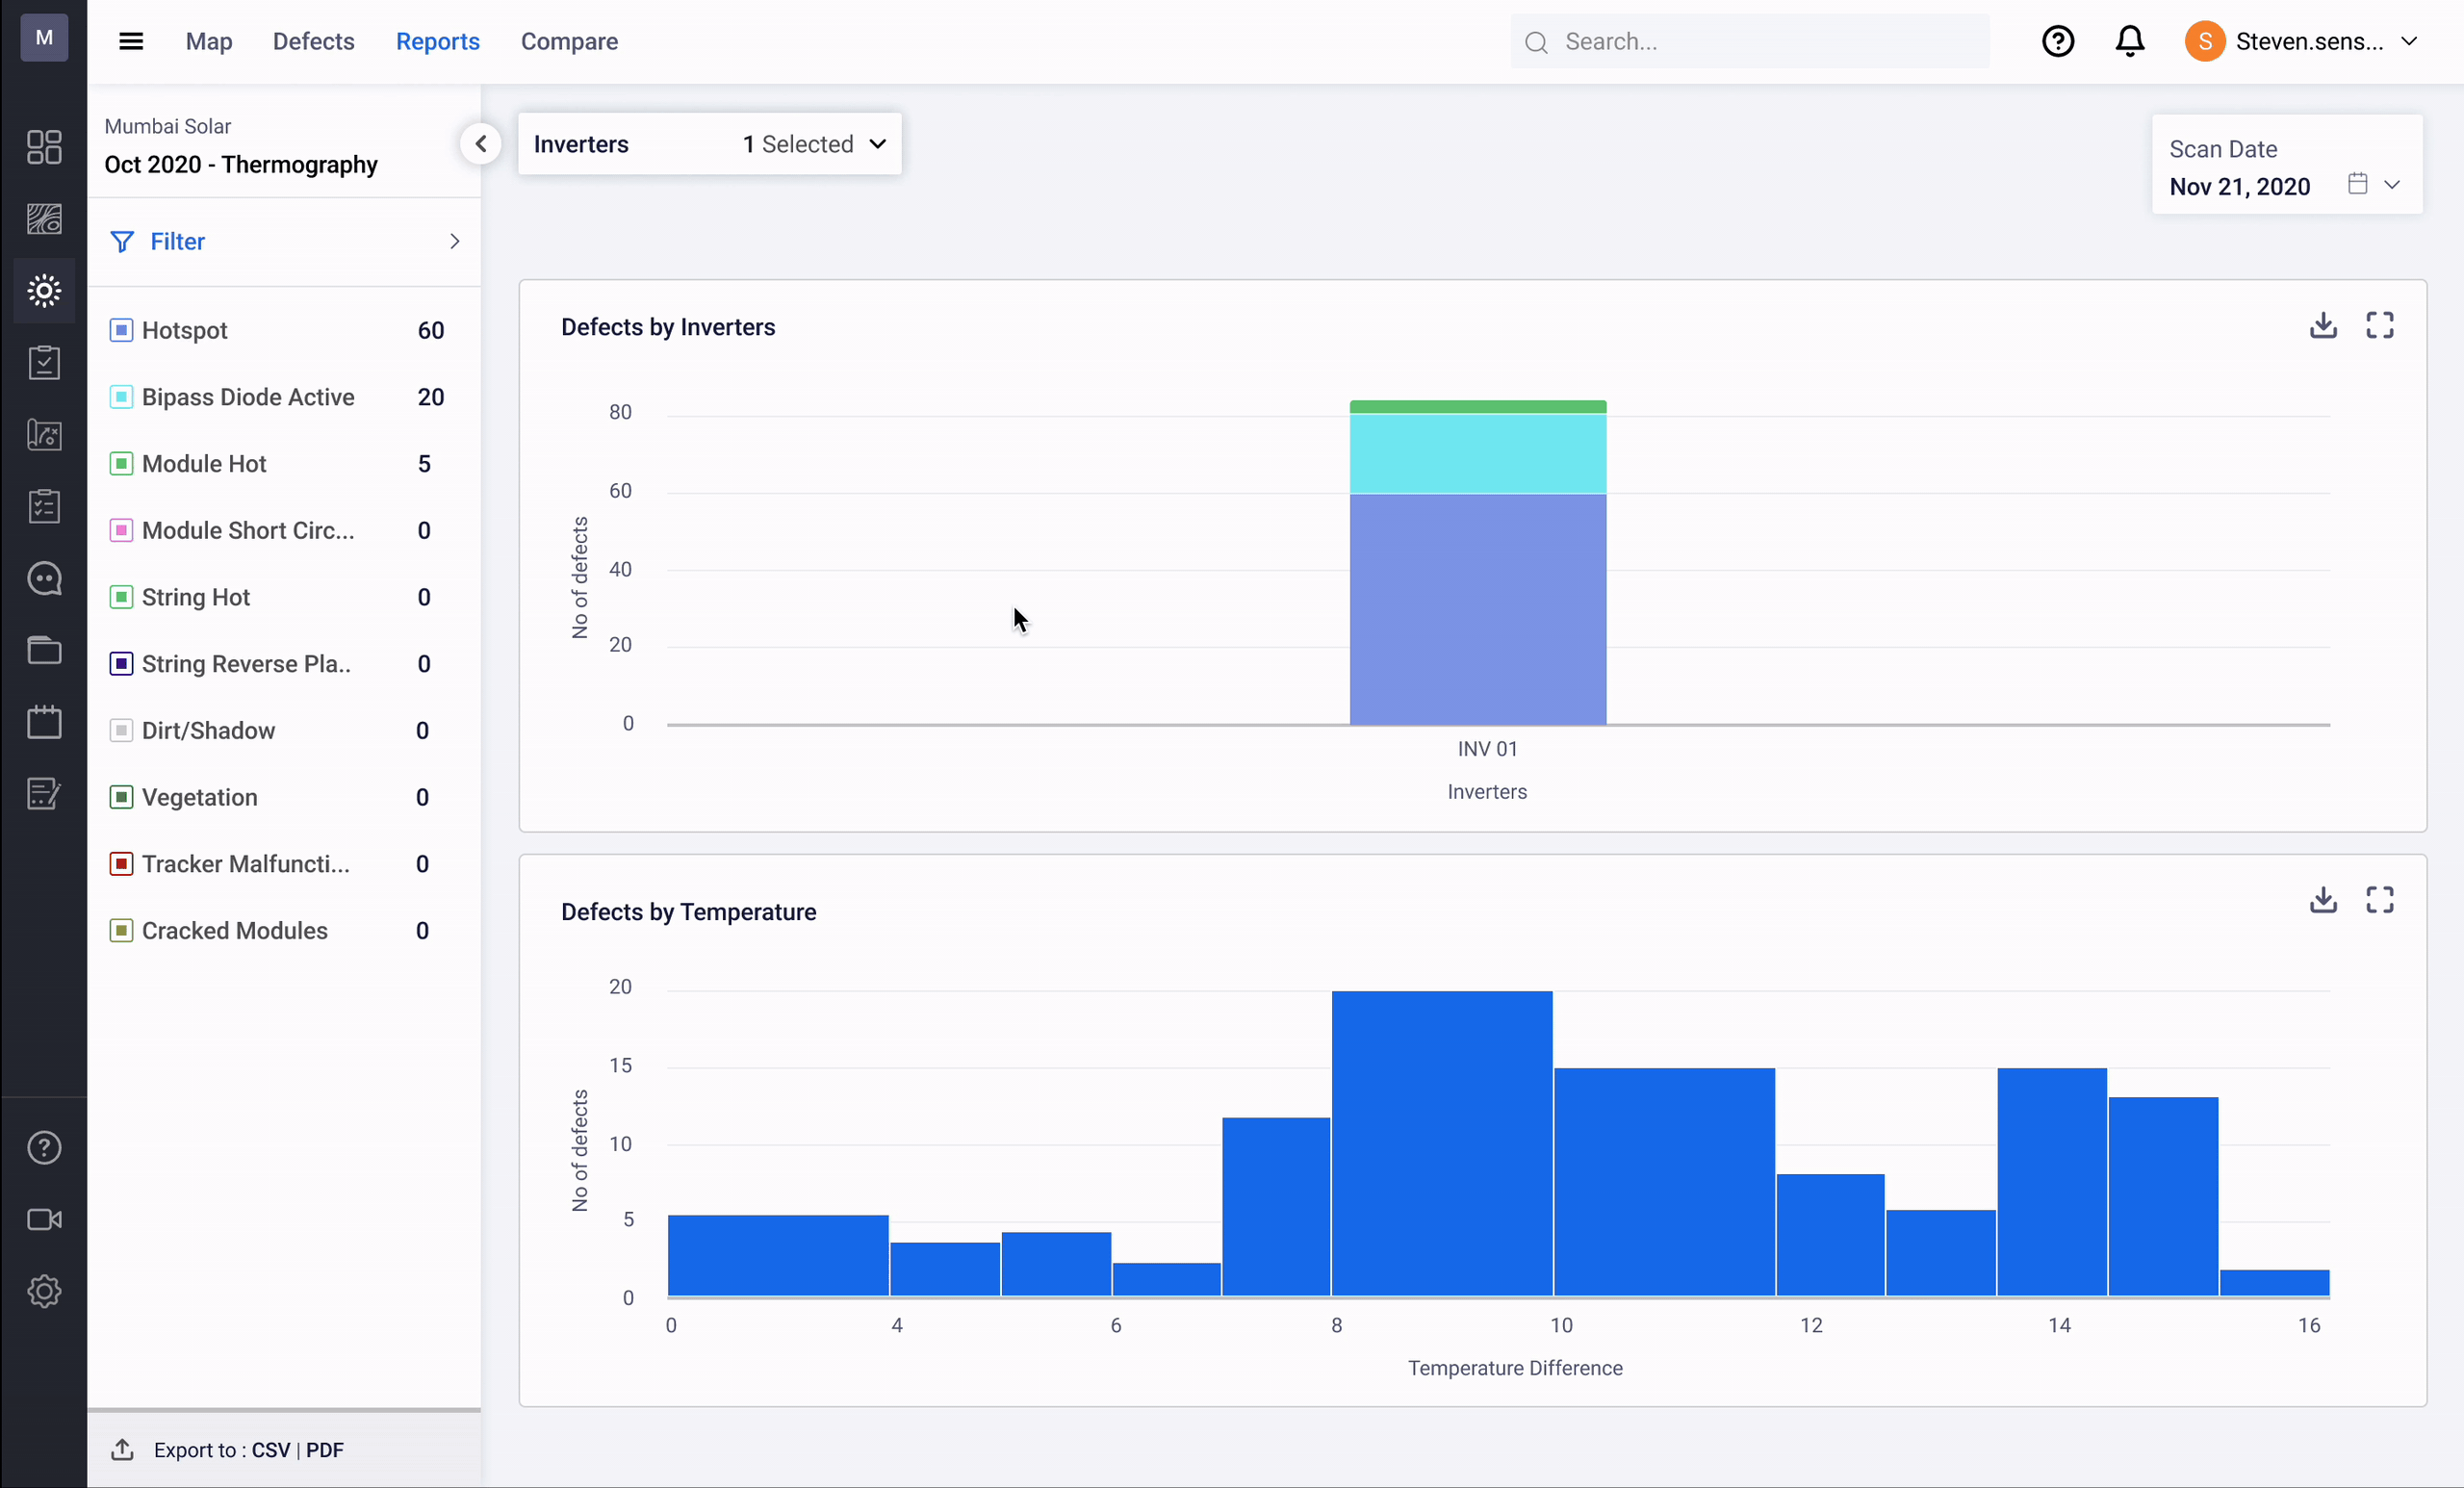 M
Map Defects Reports Compare
Search...
S Steven.sens...
Mumbai Solar
Oct 2020 - Thermography
Filter
Hotspot 60
Bipass Diode Active 20
Module Hot 5
Module Short Circ... 0
String Hot 0
String Reverse Pla.. 0
Dirt/Shadow 0
Vegetation 0
Tracker Malfuncti... 0
Cracked Modules 0
Export to : CSV | PDF
Inverters 1 Selected
Scan Date
Nov 21, 2020
Defects by Inverters
80
60
40
20
0
No of defects
INV 01
Inverters
Defects by Temperature
20
15
10
5
0
No of defects
0 4 6 8 10 12 14 16
Temperature Difference